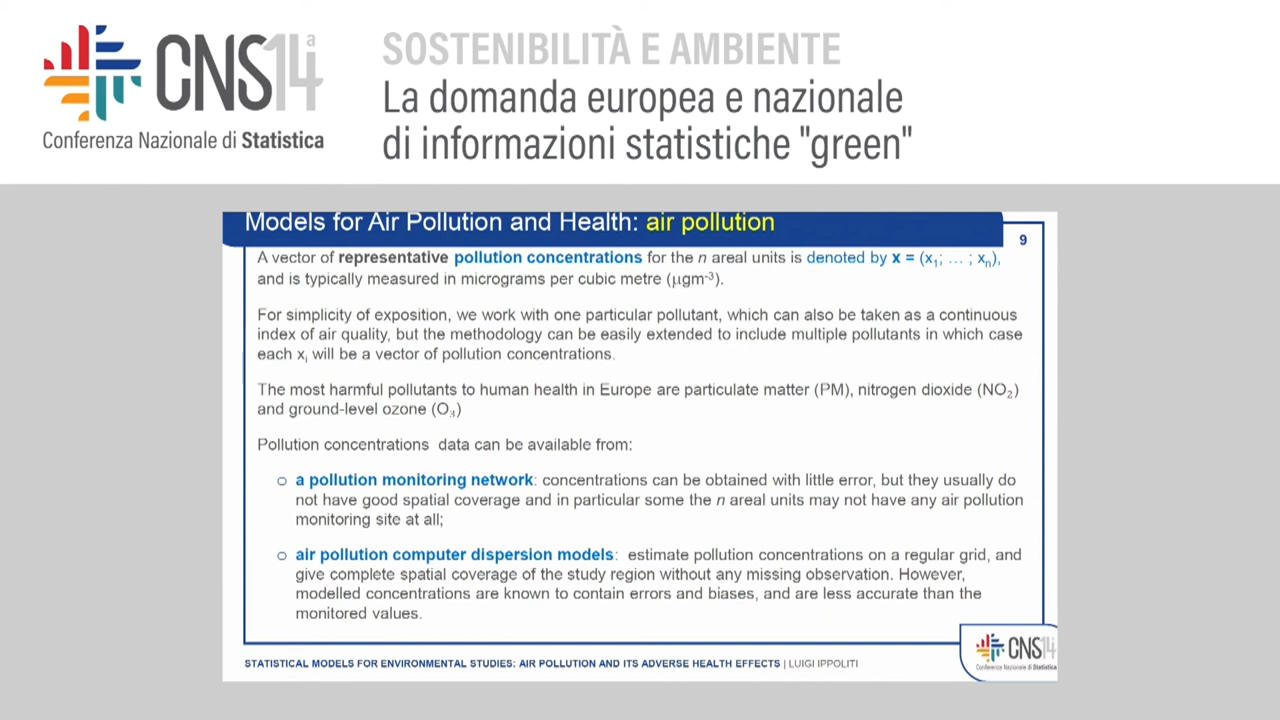 CNS14ª
Conferenza Nazionale di Statistica
SOSTENIBILITÀ E AMBIENTE
La domanda europea e nazionale
di informazioni statistiche "green"
Models for Air Pollution and Health: air pollution
9
A vector of representative pollution concentrations for the n areal units is denoted by x = (x₁; … ; xₙ),
and is typically measured in micrograms per cubic metre (μgm⁻³).
For simplicity of exposition, we work with one particular pollutant, which can also be taken as a continuous
index of air quality, but the methodology can be easily extended to include multiple pollutants in which case
each xᵢ will be a vector of pollution concentrations.
The most harmful pollutants to human health in Europe are particulate matter (PM), nitrogen dioxide (NO₂)
and ground-level ozone (O₃)
Pollution concentrations data can be available from:
o a pollution monitoring network: concentrations can be obtained with little error, but they usually do
not have good spatial coverage and in particular some the n areal units may not have any air pollution
monitoring site at all;
o air pollution computer dispersion models: estimate pollution concentrations on a regular grid, and
give complete spatial coverage of the study region without any missing observation. However,
modelled concentrations are known to contain errors and biases, and are less accurate than the
monitored values.
STATISTICAL MODELS FOR ENVIRONMENTAL STUDIES: AIR POLLUTION AND ITS ADVERSE HEALTH EFFECTS | LUIGI IPPOLITI
CNS14
Conferenza Nazionale di Statistica